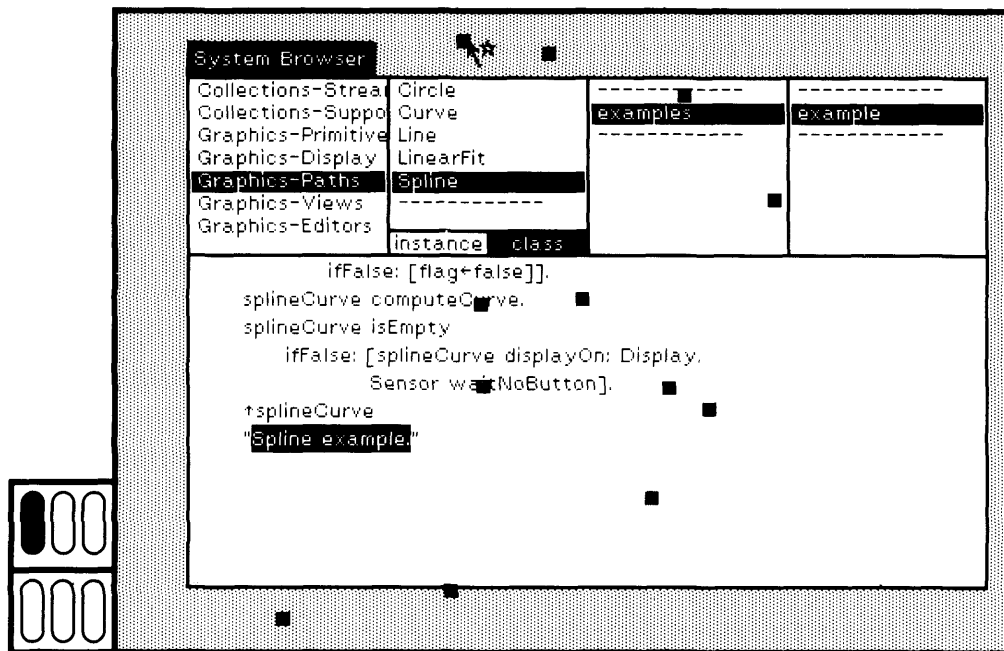 System Browser
Collections-Strea
Collections-Suppo
Graphics-Primitive
Graphics-Display
Graphics-Paths
Graphics-Views
Graphics-Editors
Circle
Curve
Line
LinearFit
Spline
-------------
instance
class
-------------
examples
-------------
-------------
example
-------------
ifFalse: [flag←false]].
splineCurve computeCurve.
splineCurve isEmpty
ifFalse: [splineCurve displayOn: Display.
Sensor waitNoButton].
↑splineCurve
"Spline example."